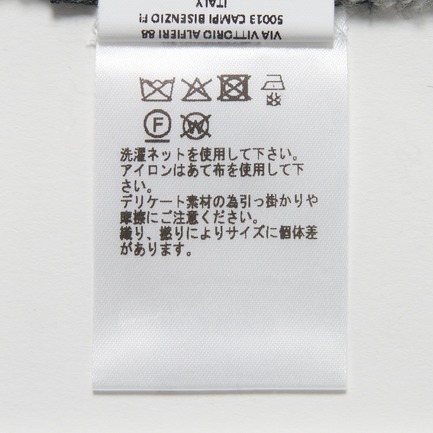 VIA VITTORIO ALFIERI 88
50013 CAMPI BISENZIO FI
ITALY
F
W
洗濯ネットを使用して下さい。
アイロンはあて布を使用して下
さい。
デリケート素材の為引っ掛かりや
摩擦にご注意ください。
織り、撚りによりサイズに個体差
があります。